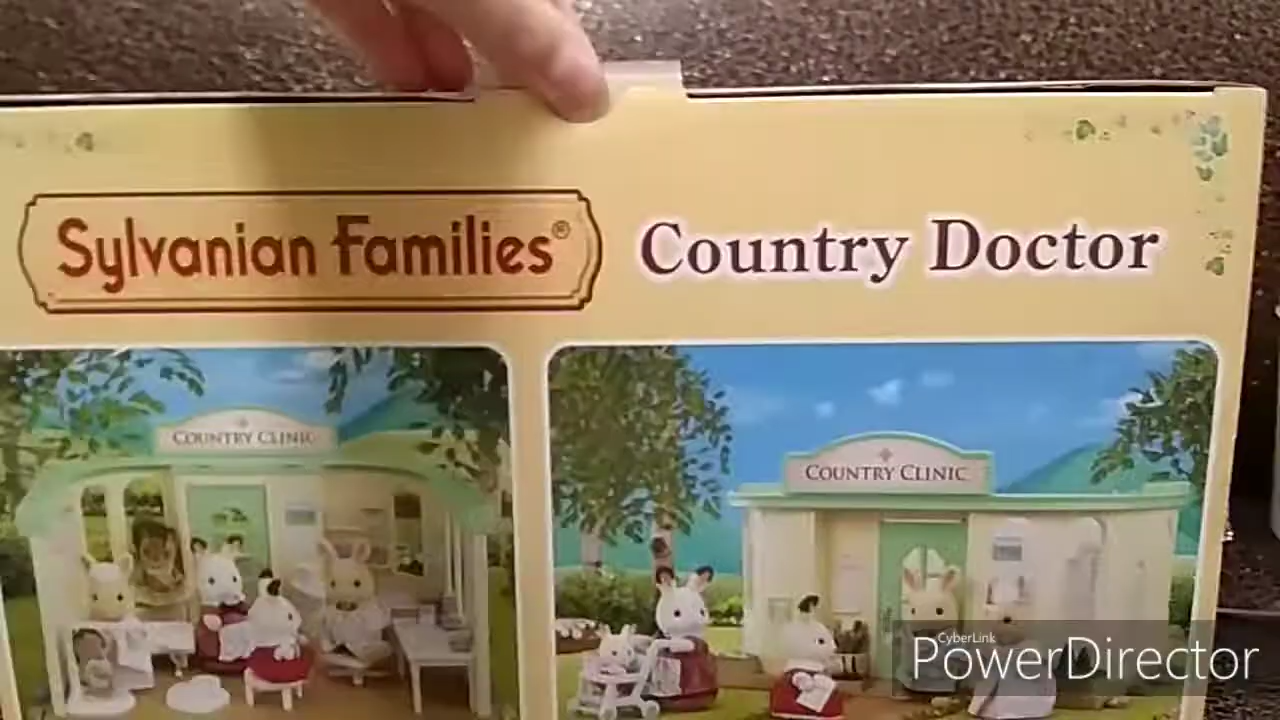 Sylvanian Families®
Country Doctor
COUNTRY CLINIC
COUNTRY CLINIC
CyberLink
PowerDirector